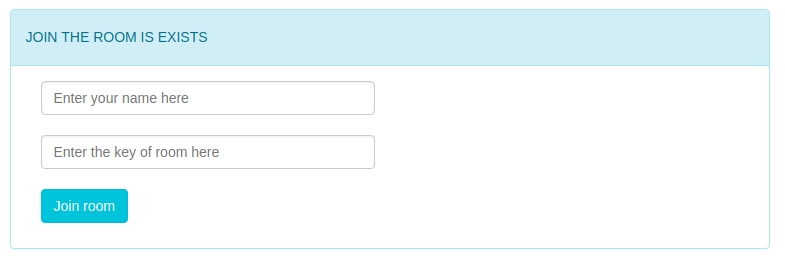 JOIN THE ROOM IS EXISTS
Enter your name here
Enter the key of room here
Join room